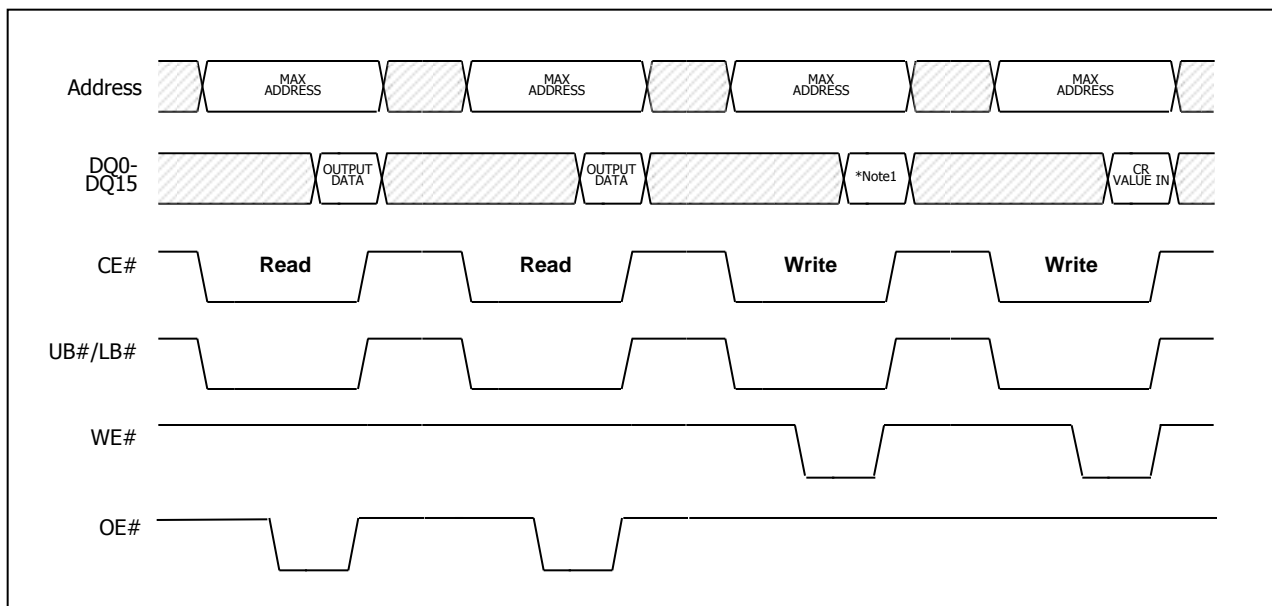 Address
MAX
ADDRESS
MAX
ADDRESS
MAX
ADDRESS
MAX
ADDRESS
DQ0-
DQ15
OUTPUT
DATA
OUTPUT
DATA
*Note1
CR
VALUE IN
CE#
Read
Read
Write
Write
UB#/LB#
WE#
OE#